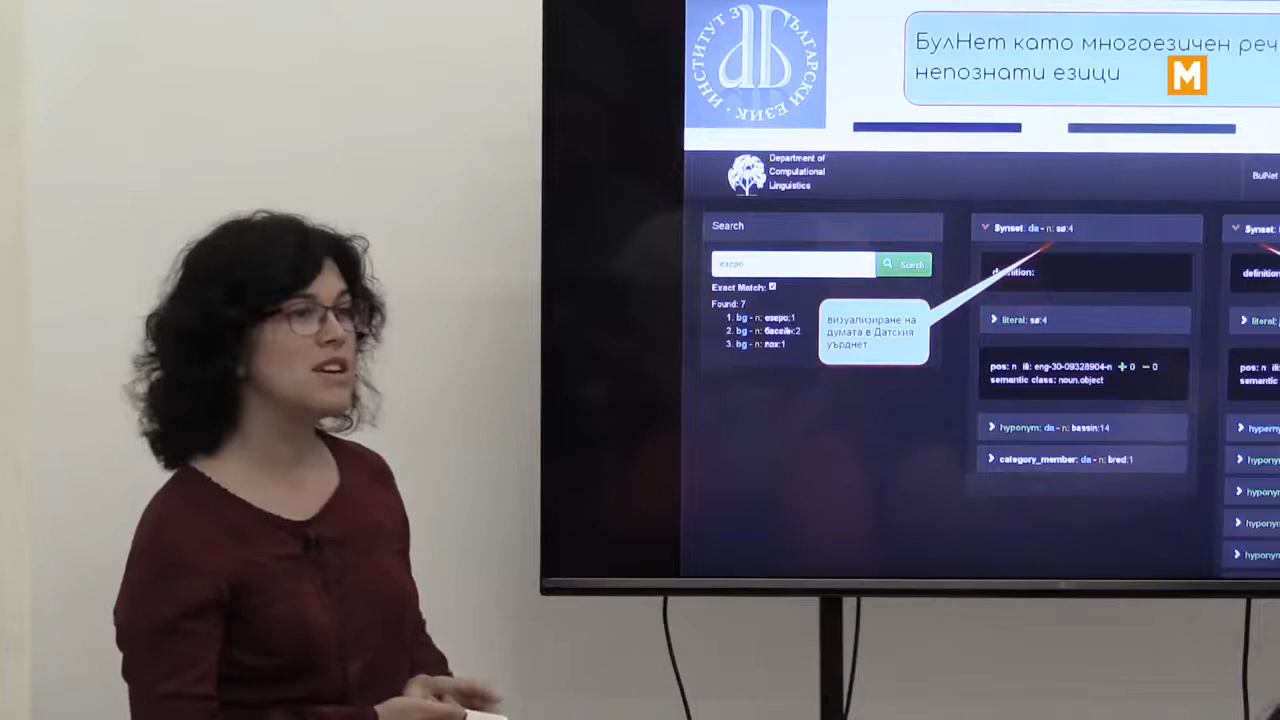 ИНСТИТУТ ЗА БЪЛГАРСКИ ЕЗИК
БулНет като многоезичен реч
непознати езици
M
Department of
Computational
Linguistics
BulNet
Search
Synset: da - n: sø:4
Synset:
езеро
Search
definition:
definition
Exact Match:
Found: 7
1. bg - n: езеро:1
2. bg - n: басейн:2
3. bg - n: лох:1
визуализиране на
думата в Датския
уърднет
literal: sø:4
literal:
pos: n ili: eng-30-09328904-n + 0 − 0
semantic class: noun.object
pos: n ili:
semantic
hyponym: da - n: bassin:14
hypern
category_member: da - n: bred:1
hyponym
hyponym
hyponym
hyponym